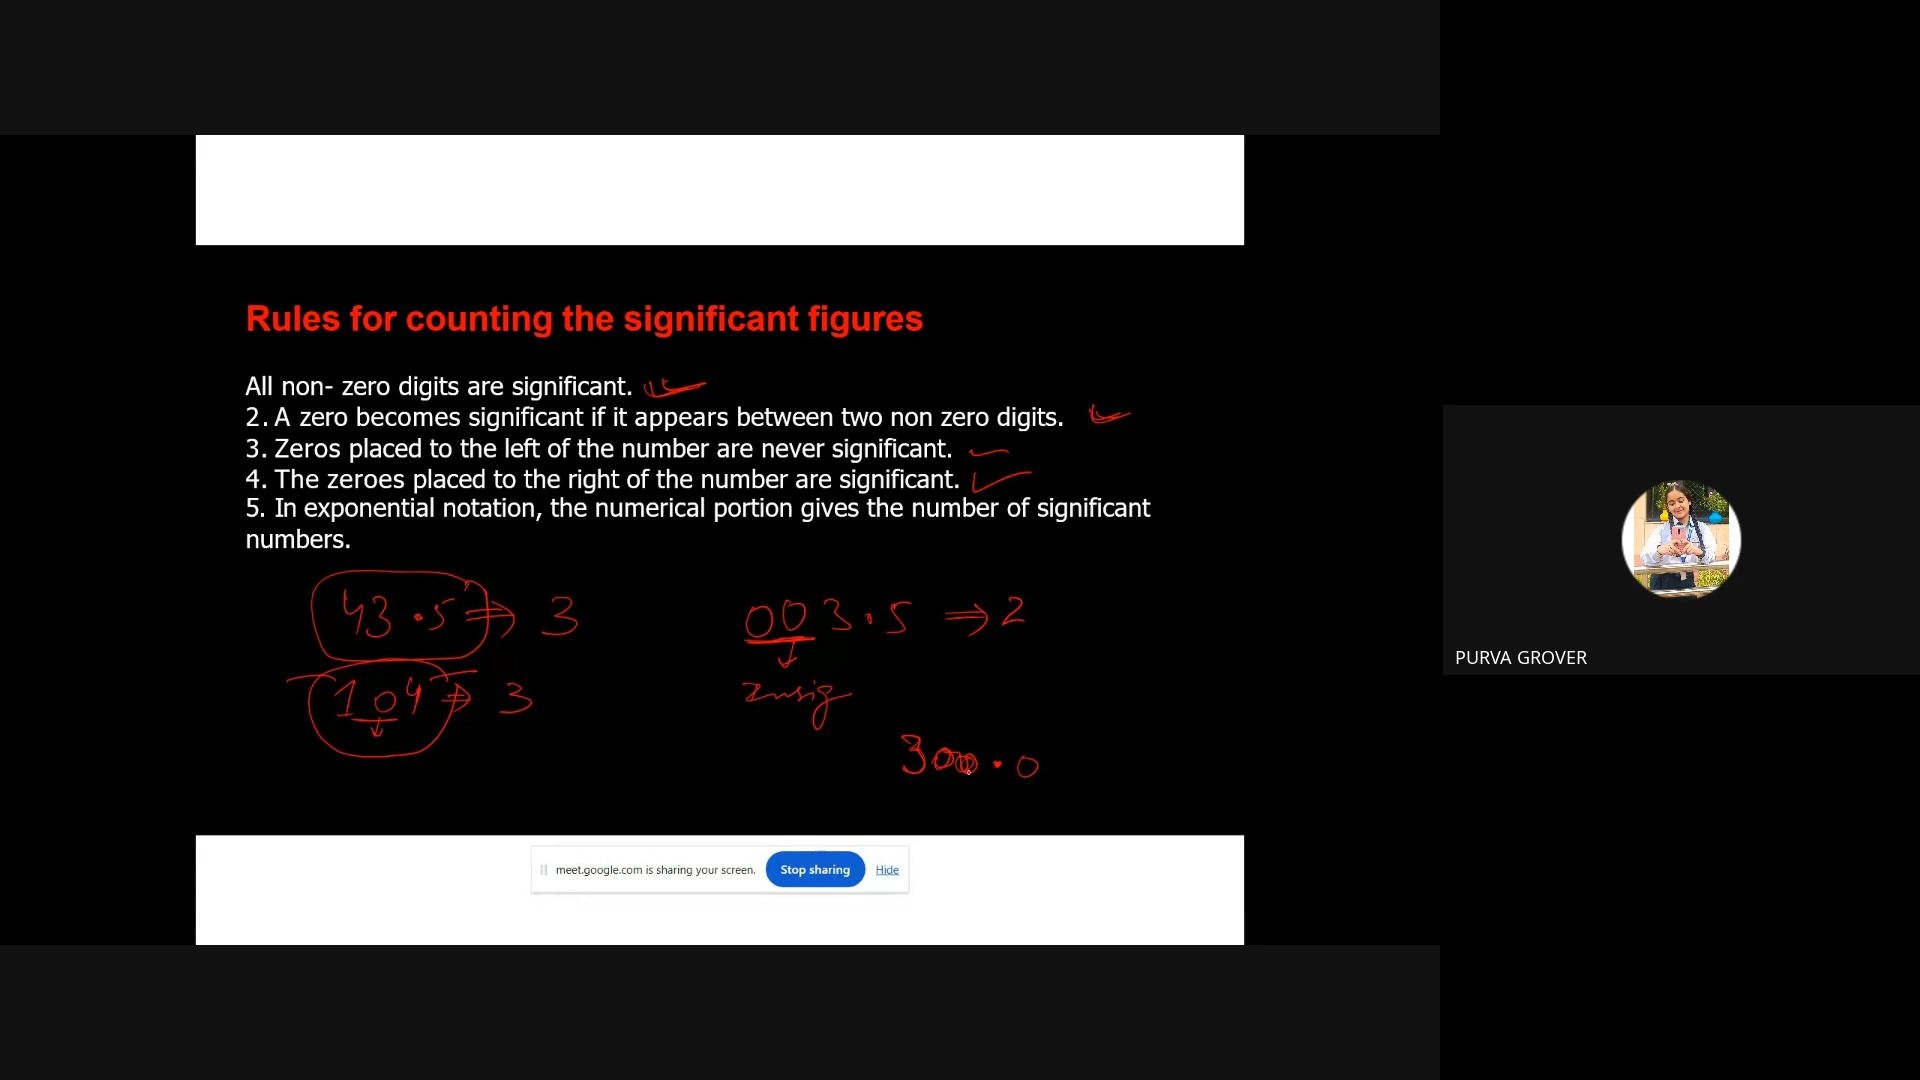 Rules for counting the significant figures
All non- zero digits are significant.
2. A zero becomes significant if it appears between two non zero digits.
3. Zeros placed to the left of the number are never significant.
4. The zeroes placed to the right of the number are significant.
5. In exponential notation, the numerical portion gives the number of significant
numbers.
43.5 ⇒ 3
003.5 ⇒ 2
104 ⇒ 3
Insig
300.0
PURVA GROVER
meet.google.com is sharing your screen. Stop sharing Hide